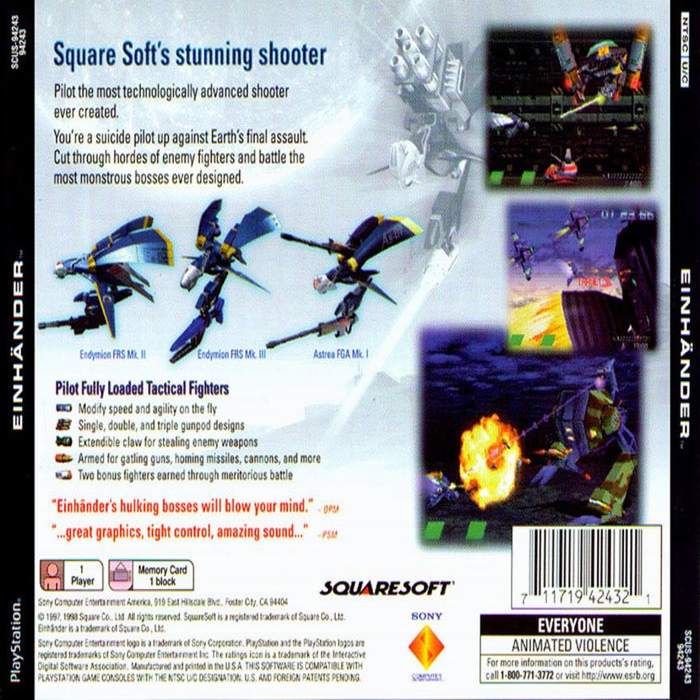 SCUS-94243
94243
EINHÄNDER™
PlayStation®
NTSC U/C
Square Soft's stunning shooter
Pilot the most technologically advanced shooter
ever created.
You're a suicide pilot up against Earth's final assault.
Cut through hordes of enemy fighters and battle the
most monstrous bosses ever designed.
Endymion FRS Mk. II
Endymion FRS Mk. III
Astrea FGA Mk. I
Pilot Fully Loaded Tactical Fighters
Modify speed and agility on the fly
Single, double, and triple gunpod designs
Extendible claw for stealing enemy weapons
Armed for gatling guns, homing missiles, cannons, and more
Two bonus fighters earned through meritorious battle
"Einhänder's hulking bosses will blow your mind." - OPSM
"...great graphics, tight control, amazing sound..." -PSM
1
Player
Memory Card
1 block
SQUARESOFT®
Sony Computer Entertainment America, 919 East Hillsdale Blvd., Foster City, CA 94404
© 1997, 1998 Square Co., Ltd. All rights reserved. SquareSoft is a registered trademark of Square Co., Ltd.
Einhänder is a trademark of Square Co., Ltd.
Sony Computer Entertainment logo is a trademark of Sony Corporation. PlayStation and the PlayStation logos are
registered trademarks of Sony Computer Entertainment Inc. The ratings icon is a trademark of the Interactive
Digital Software Association. Manufactured and printed in the U.S.A. THIS SOFTWARE IS COMPATIBLE WITH
PLAYSTATION GAME CONSOLES WITH THE NTSC U/C DESIGNATION. U.S. AND FOREIGN PATENTS PENDING.
SONY
7 11719 42432 1
EVERYONE
ANIMATED VIOLENCE
For more information on this product's rating,
call 1-800-771-3772 or visit http://www.esrb.org
EINHÄNDER™
SCUS-94243
94243